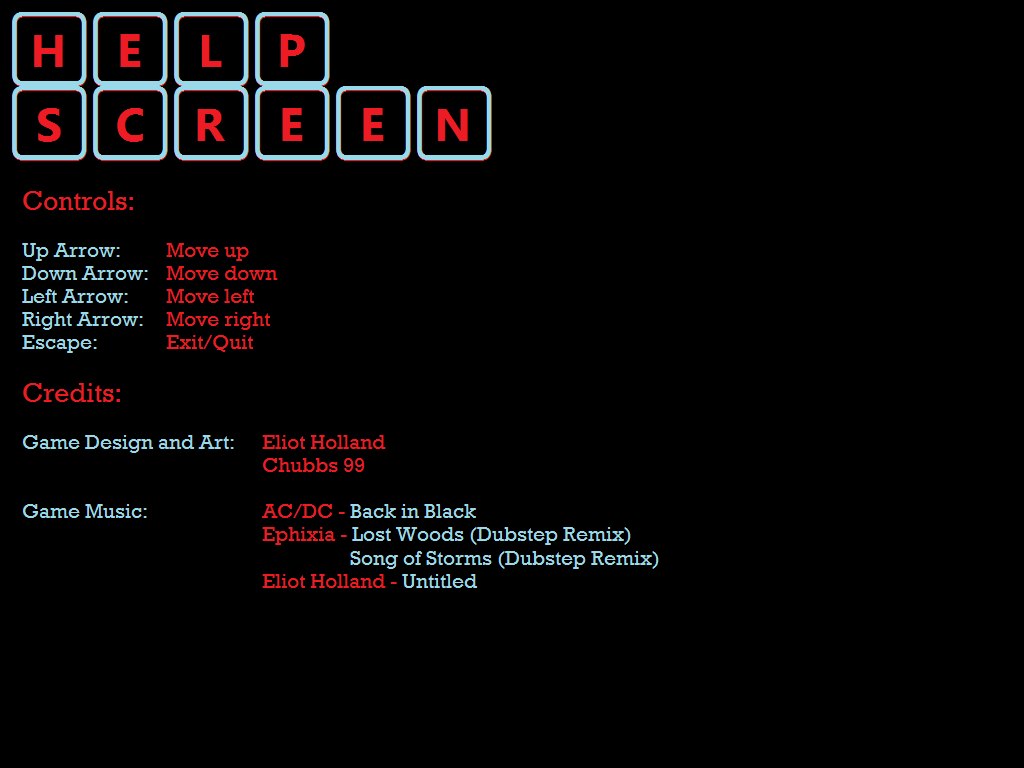 HELP
SCREEN
Controls:
Up Arrow: Move up
Down Arrow: Move down
Left Arrow: Move left
Right Arrow: Move right
Escape: Exit/Quit
Credits:
Game Design and Art: Eliot Holland
Chubbs 99
Game Music: AC/DC - Back in Black
Ephixia - Lost Woods (Dubstep Remix)
Song of Storms (Dubstep Remix)
Eliot Holland - Untitled